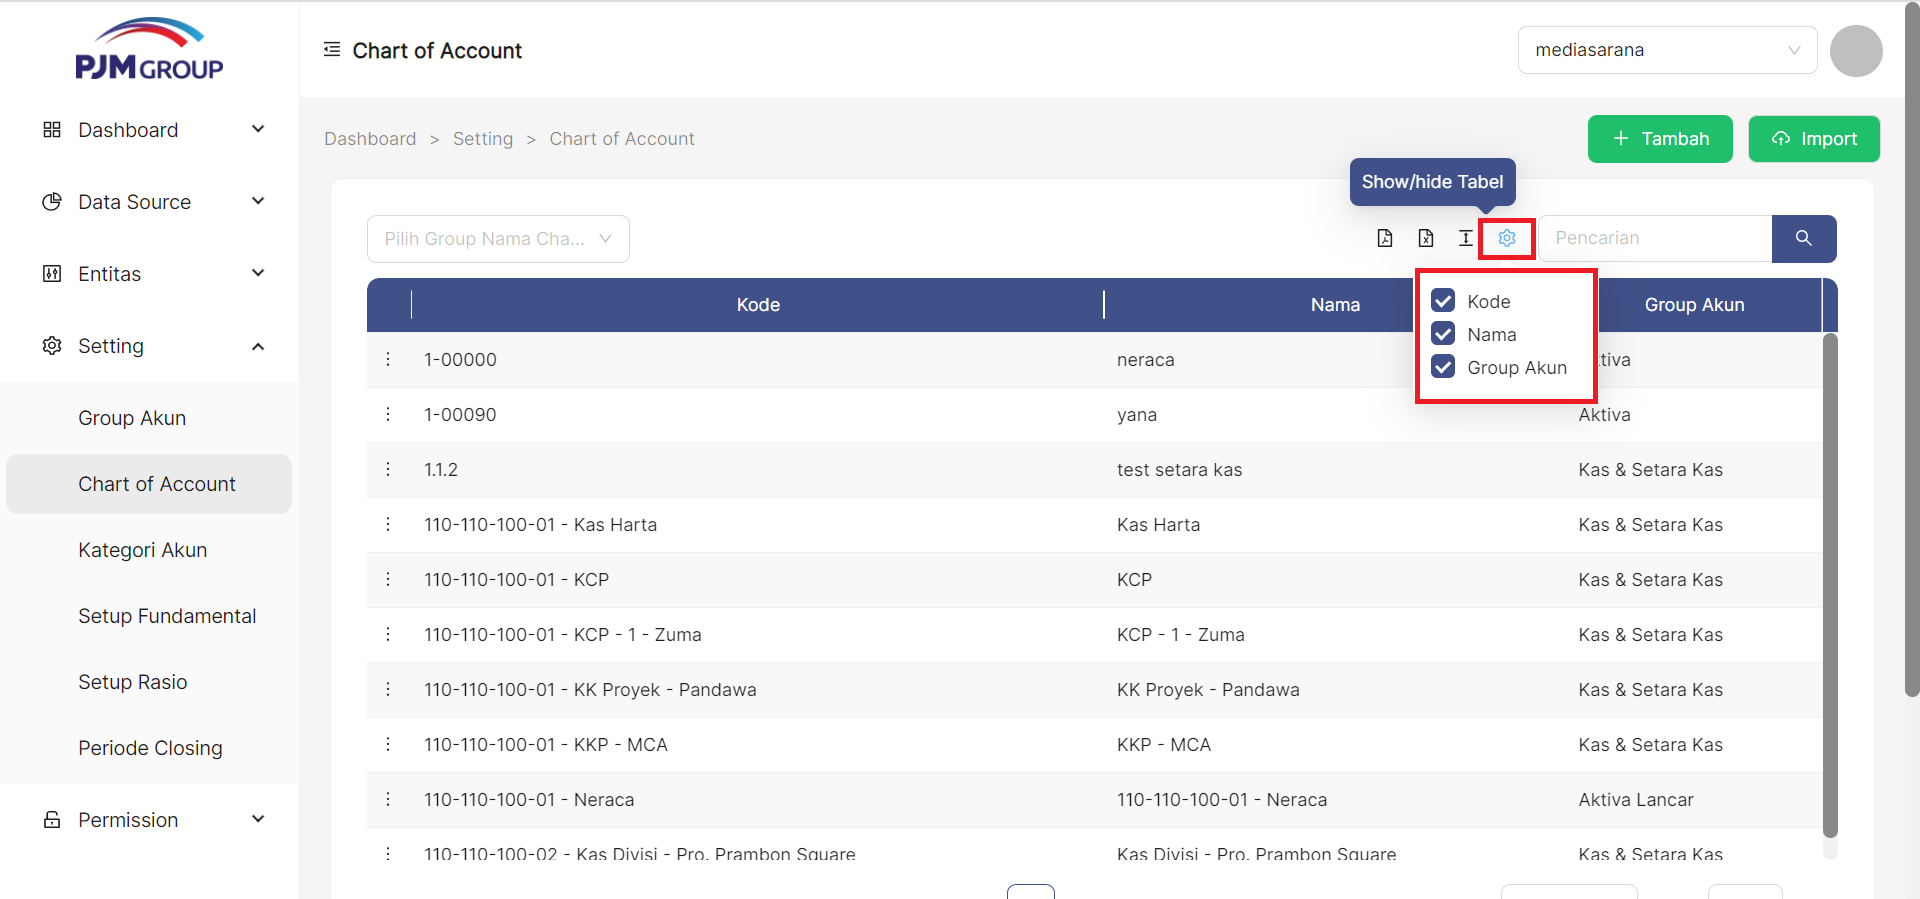 PJM GROUP
Dashboard
Data Source
Entitas
Setting
Group Akun
Chart of Account
Kategori Akun
Setup Fundamental
Setup Rasio
Periode Closing
Permission
Chart of Account
mediasarana
Dashboard > Setting > Chart of Account
+ Tambah
Import
Show/hide Tabel
Pilih Group Nama Cha...
Pencarian
Kode Nama Group Akun
Kode
Nama
Group Akun
1-00000 neraca tiva
1-00090 yana Aktiva
1.1.2 test setara kas Kas & Setara Kas
110-110-100-01 - Kas Harta Kas Harta Kas & Setara Kas
110-110-100-01 - KCP KCP Kas & Setara Kas
110-110-100-01 - KCP - 1 - Zuma KCP - 1 - Zuma Kas & Setara Kas
110-110-100-01 - KK Proyek - Pandawa KK Proyek - Pandawa Kas & Setara Kas
110-110-100-01 - KKP - MCA KKP - MCA Kas & Setara Kas
110-110-100-01 - Neraca 110-110-100-01 - Neraca Aktiva Lancar
110-110-100-02 - Kas Divisi - Pro. Prambon Square Kas Divisi - Pro. Prambon Square Kas & Setara Kas